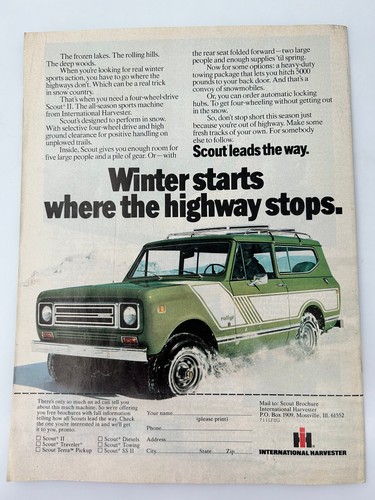 The frozen lakes. The rolling hills.
The deep woods.
When you're looking for real winter
sports action, you have to go where the
highways don't. Which can be a real trick
in snow country.
That's when you need a four-wheel-drive
Scout® II. The all-season sports machine
from International Harvester.
Scout's designed to perform in snow.
With selective four-wheel drive and high
ground clearance for positive handling on
unplowed trails.
Inside, Scout gives you enough room for
five large people and a pile of gear. Or—with
the rear seat folded forward—two large
people and enough supplies 'til spring.
Now for some options: a heavy-duty
towing package that lets you hitch 5000
pounds to your back door. And that's a
convoy of snowmobiles.
Or, you can order automatic locking
hubs. To get four-wheeling without getting out
in the snow.
So, don't stop short this season just
because you're out of highway. Make some
fresh tracks of your own. For somebody
else to follow.
Scout leads the way.
Winter starts
where the highway stops.
There's only so much an ad can tell you
about this much machine. So we're offering
you free brochures with full information
telling how all Scouts lead the way. Check
the one you're interested in and we'll get
it to you, pronto.
Scout® II
Scout® Traveler®
Scout Terra™ Pickup
Scout® Diesels
Scout® Towing
Scout® SS II
Your name
(please print)
Phone
Address
City State Zip
Mail to: Scout Brochure
International Harvester
P.O. Box 1909, Mossville, Ill. 61552
INTERNATIONAL HARVESTER